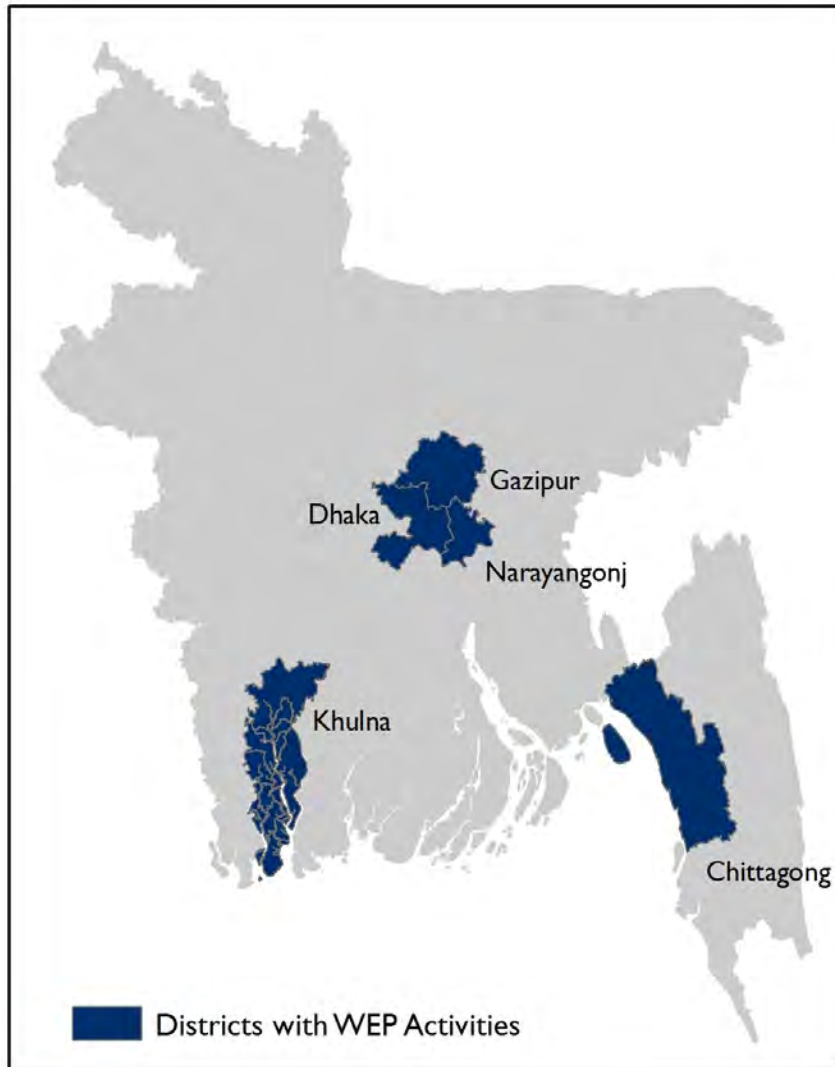 Gazipur
Dhaka
Narayangonj
Khulna
Chittagong
Districts with WEP Activities